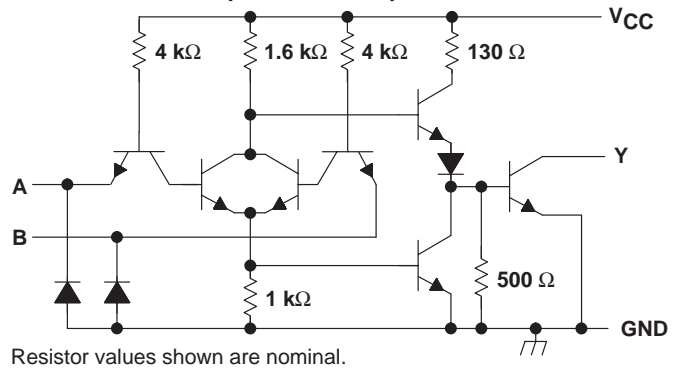 VCC
4 kΩ 1.6 kΩ 4 kΩ 130 Ω
Y
A
B
500 Ω
1 kΩ
GND
Resistor values shown are nominal.